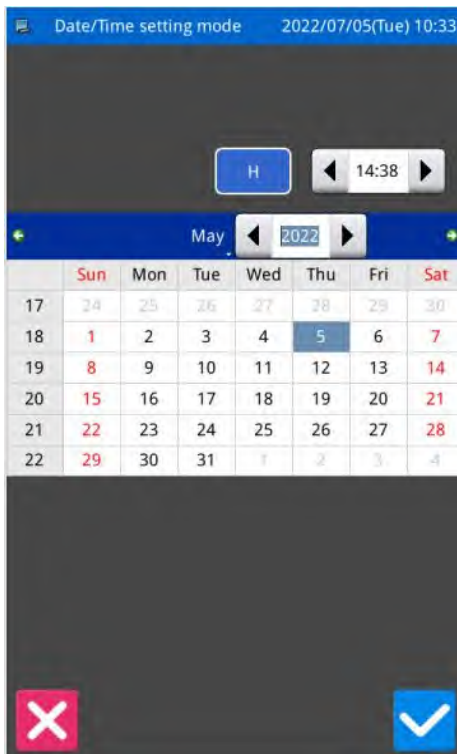 Date/Time setting mode 2022/07/05(Tue) 10:33
H 14:38
May 2022
Sun Mon Tue Wed Thu Fri Sat
17 24 25 26 27 28 29 30
18 1 2 3 4 5 6 7
19 8 9 10 11 12 13 14
20 15 16 17 18 19 20 21
21 22 23 24 25 26 27 28
22 29 30 31 1 2 3 4